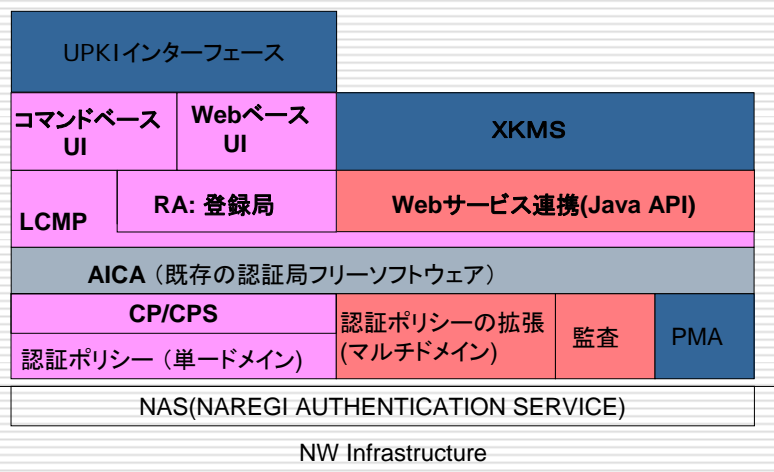 UPKIインターフェース
コマンドベース
UI
Webベース
UI
XKMS
LCMP
RA: 登録局
Webサービス連携(Java API)
AICA（既存の認証局フリーソフトウェア）
CP/CPS
認証ポリシー（単一ドメイン)
認証ポリシーの拡張
(マルチドメイン)
監査
PMA
NAS(NAREGI AUTHENTICATION SERVICE)
NW Infrastructure